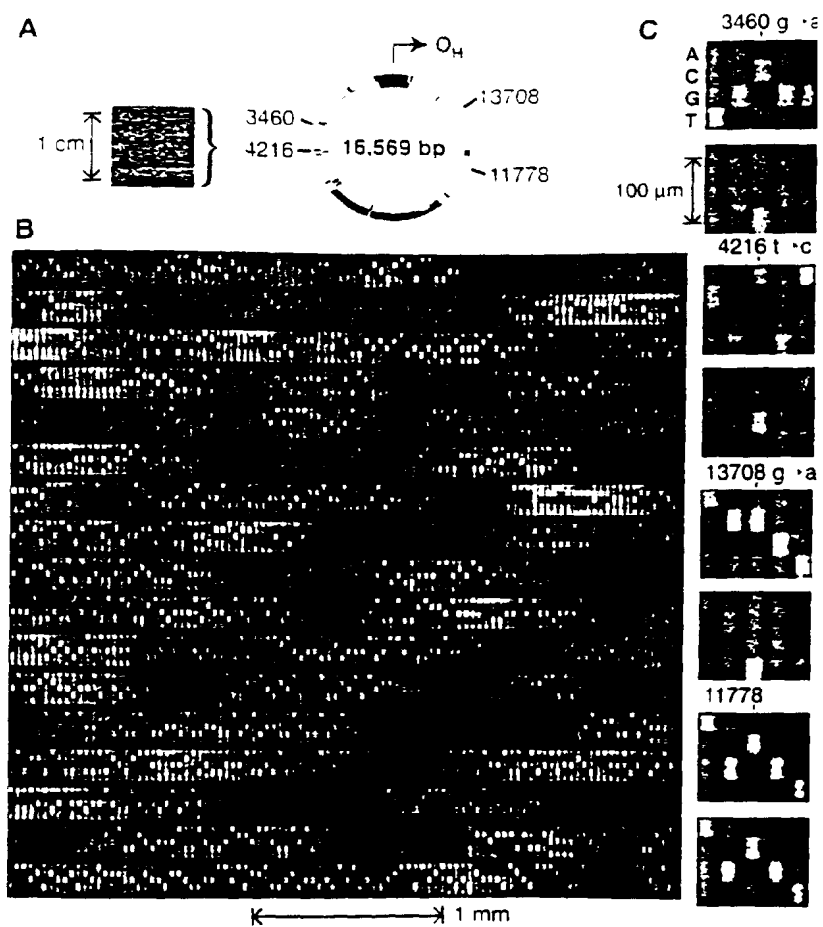 A
O_H
13708
3460
4216
16,569 bp
11778
1 cm
B
1 mm
C
3460 g
A
C
G
T
100 µm
4216 t c
13708 g a
11778